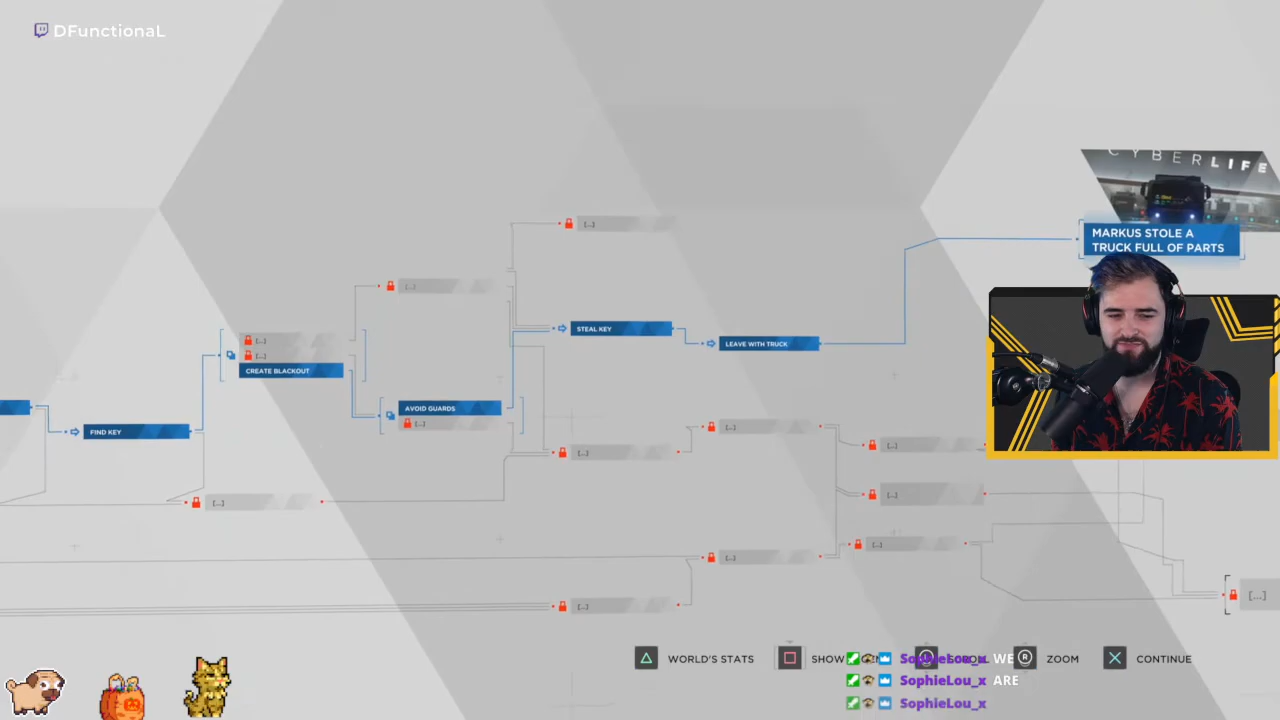 DFunctionaL
CYBERLIFE
MARKUS STOLE A
TRUCK FULL OF PARTS
[...]
[...]
STEAL KEY
LEAVE WITH TRUCK
[...]
[...]
CREATE BLACKOUT
AVOID GUARDS
[...]
FIND KEY
[...]
[...]
[...]
[...]
[...]
[...]
[...]
[...]
[...]
WORLD'S STATS
SHOW
R ZOOM
CONTINUE
SophieLou_x WE
SophieLou_x ARE
SophieLou_x